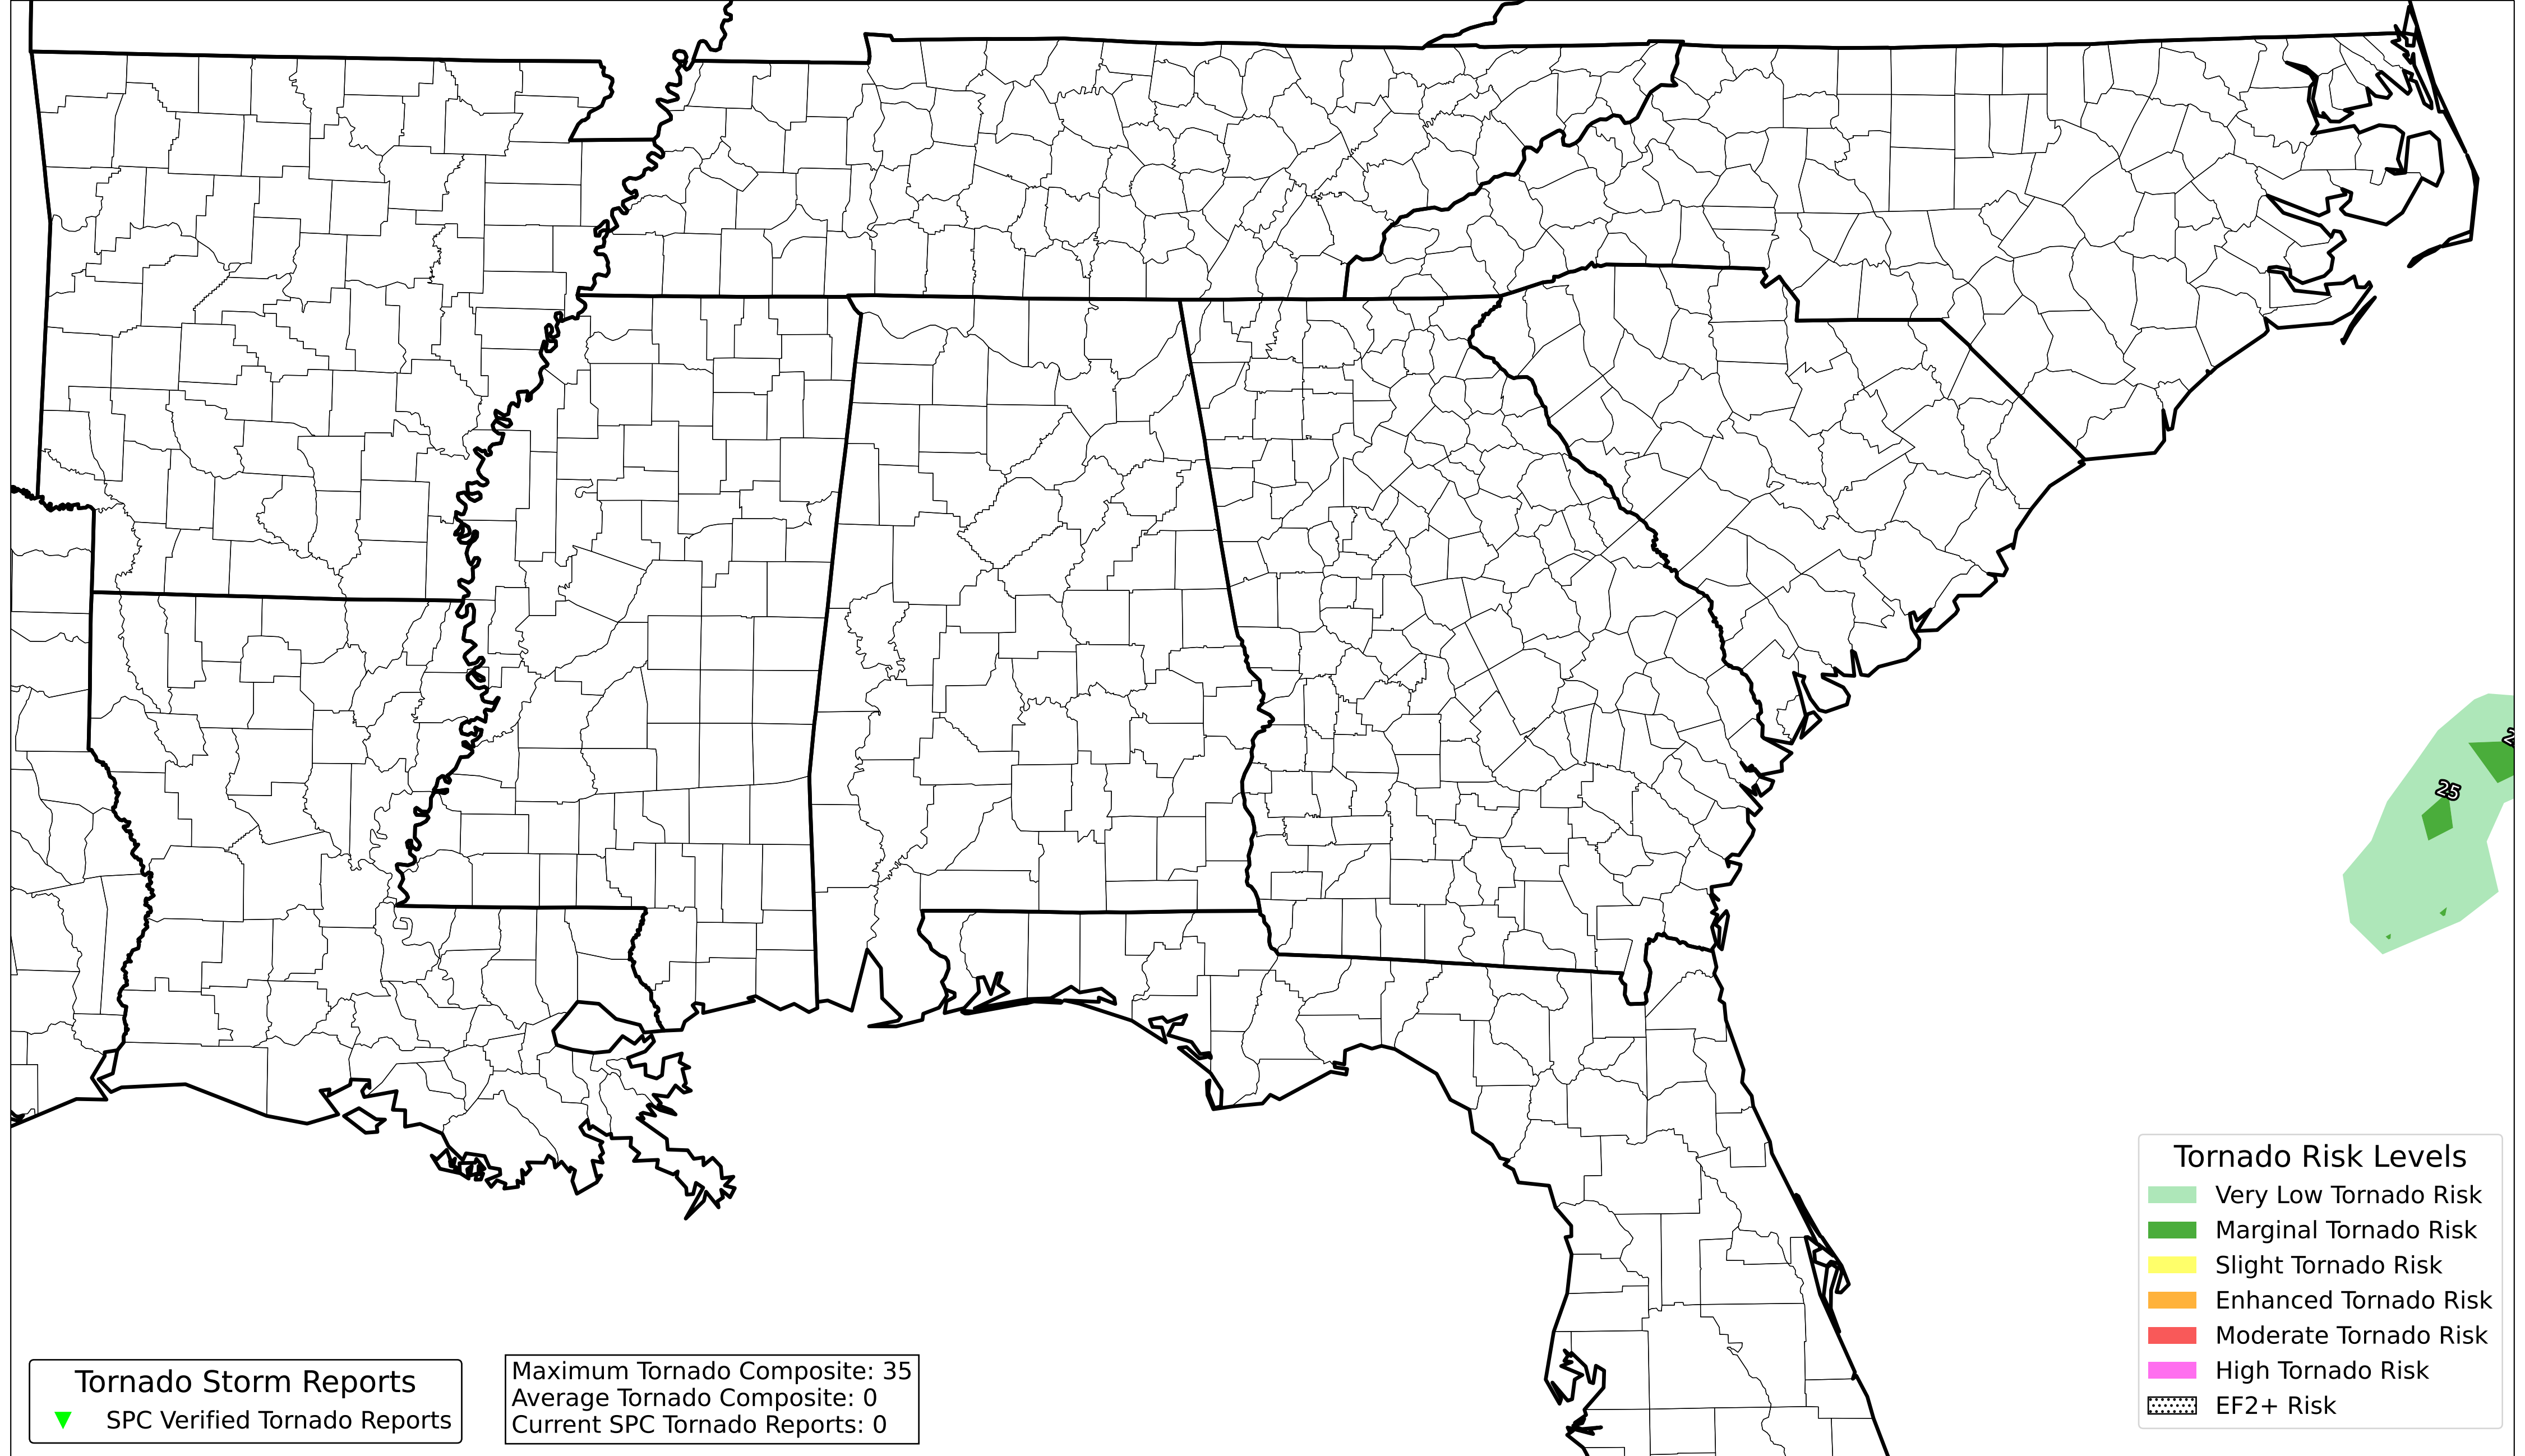 25
Tornado Risk Levels
Very Low Tornado Risk
Marginal Tornado Risk
Slight Tornado Risk
Enhanced Tornado Risk
Moderate Tornado Risk
High Tornado Risk
EF2+ Risk
Tornado Storm Reports
SPC Verified Tornado Reports
Maximum Tornado Composite: 35
Average Tornado Composite: 0
Current SPC Tornado Reports: 0